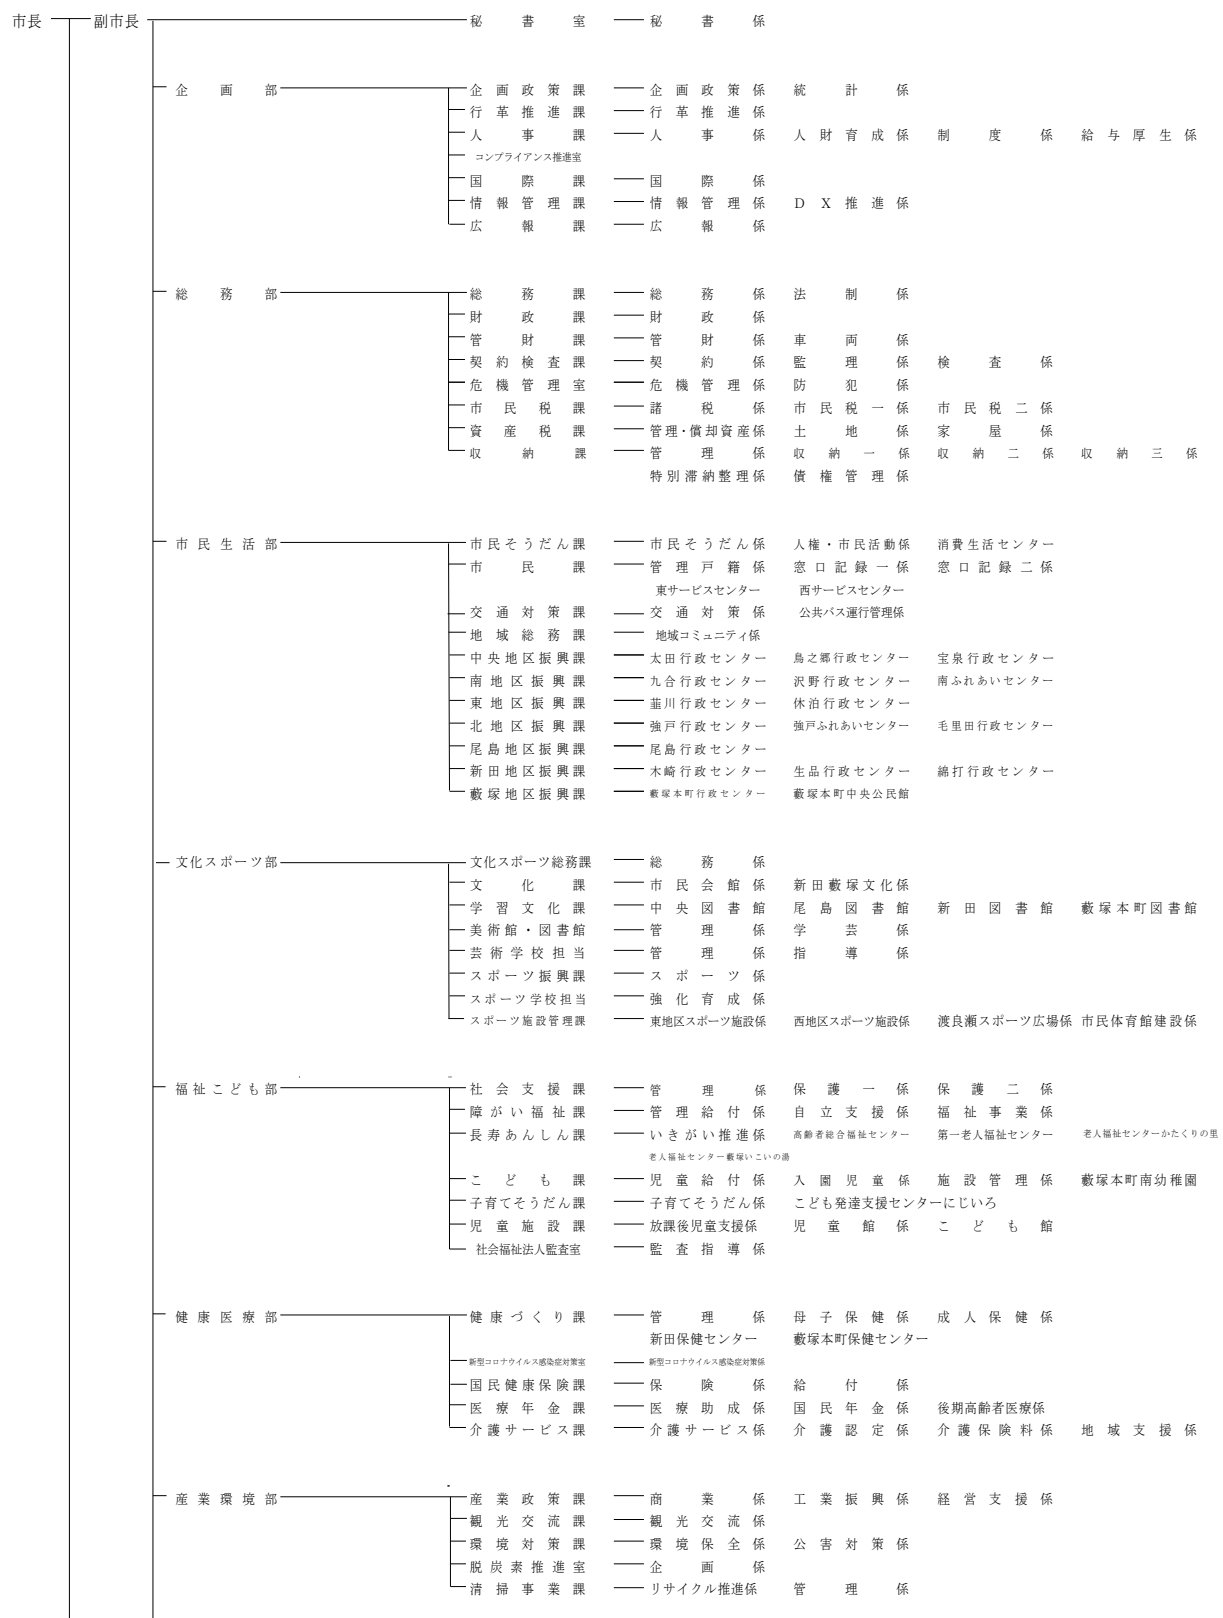 市長 副市長 秘書室 秘書係
企画部 企画政策課 企画政策係 統計係
行革推進課 行革推進係
人事課 人事係 人財育成係 制度係 給与厚生係
コンプライアンス推進室
国際課 国際係
情報管理課 情報管理係 DX推進係
広報課 広報係
総務部 総務課 総務係 法制係
財政課 財政係
管財課 管財係 車両係
契約検査課 契約係 監理係 検査係
危機管理室 危機管理係 防犯係
市民税課 諸税係 市民税一係 市民税二係
資産税課 管理・償却資産係 土地係 家屋係
収納課 管理係 収納一係 収納二係 収納三係
特別滞納整理係 債権管理係
市民生活部 市民そうだん課 市民そうだん係 人権・市民活動係 消費生活センター
市民課 管理戸籍係 窓口記録一係 窓口記録二係
東サービスセンター 西サービスセンター
交通対策課 交通対策係 公共バス運行管理係
地域総務課 地域コミュニティ係
中央地区振興課 太田行政センター 鳥之郷行政センター 宝泉行政センター
南地区振興課 九合行政センター 沢野行政センター 南ふれあいセンター
東地区振興課 韮川行政センター 休泊行政センター
北地区振興課 強戸行政センター 強戸ふれあいセンター 毛里田行政センター
尾島地区振興課 尾島行政センター
新田地区振興課 木崎行政センター 生品行政センター 綿打行政センター
藪塚地区振興課 藪塚本町行政センター 藪塚本町中央公民館
文化スポーツ部 文化スポーツ総務課 総務係
文化課 市民会館係 新田藪塚文化係
学習文化課 中央図書館 尾島図書館 新田図書館 藪塚本町図書館
美術館・図書館 管理係 学芸係
芸術学校担当 管理係 指導係
スポーツ振興課 スポーツ係
スポーツ学校担当 強化育成係
スポーツ施設管理課 東地区スポーツ施設係 西地区スポーツ施設係 渡良瀬スポーツ広場係 市民体育館建設係
福祉こども部 社会支援課 管理係 保護一係 保護二係
障がい福祉課 管理給付係 自立支援係 福祉事業係
長寿あんしん課 いきがい推進係 高齢者総合福祉センター 第一老人福祉センター 老人福祉センターかたくりの里
老人福祉センター藪塚いこいの湯
こども課 児童給付係 入園児童係 施設管理係 藪塚本町南幼稚園
子育てそうだん課 子育てそうだん係 こども発達支援センターにじいろ
児童施設課 放課後児童支援係 児童館係 こども館
社会福祉法人監査室 監査指導係
健康医療部 健康づくり課 管理係 母子保健係 成人保健係
新田保健センター 藪塚本町保健センター
新型コロナウイルス感染症対策室 新型コロナウイルス感染症対策係
国民健康保険課 保険係 給付係
医療年金課 医療助成係 国民年金係 後期高齢者医療係
介護サービス課 介護サービス係 介護認定係 介護保険料係 地域支援係
産業環境部 産業政策課 商業係 工業振興係 経営支援係
観光交流課 観光交流係
環境対策課 環境保全係 公害対策係
脱炭素推進室 企画係
清掃事業課 リサイクル推進係 管理係